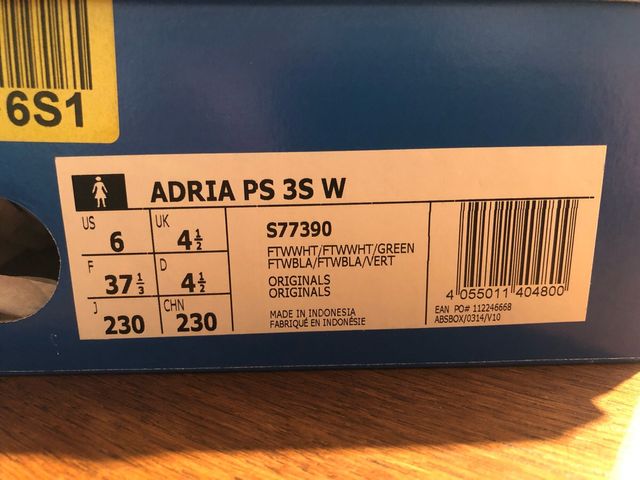 6S1
ADRIA PS 3S W
US 6 UK 4½
F 37⅓ D 4½
J 230 CHN 230
S77390
FTWWHT/FTWWHT/GREEN
FTWBLA/FTWBLA/VERT
ORIGINALS
ORIGINALS
MADE IN INDONESIA
FABRIQUÉ EN INDONÉSIE
4 055011 404800
EAN PO# 112246668
ABSBOX/0314/V10